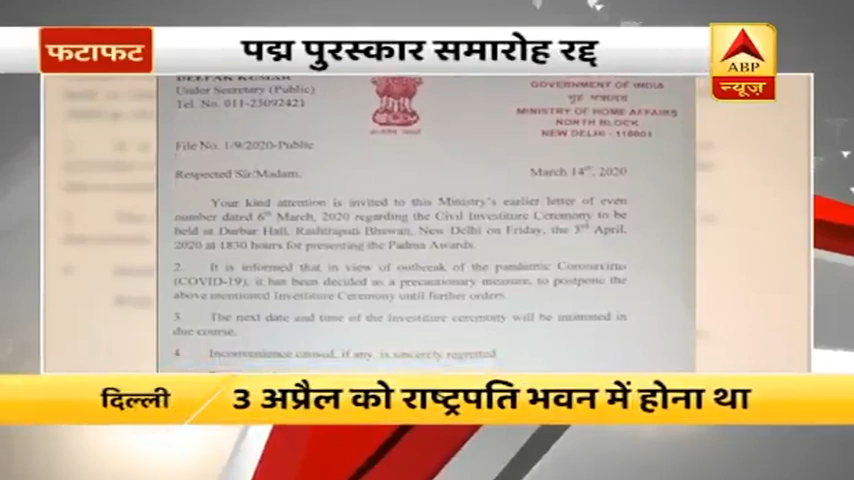 फटाफट
पद्म पुरस्कार समारोह रद्द
ABP
न्यूज़
DEEPAK KUMAR
Under Secretary (Public)
Tel. No. 011-23092421
GOVERNMENT OF INDIA
गृह मंत्रालय
MINISTRY OF HOME AFFAIRS
NORTH BLOCK
NEW DELHI - 110001
File No. 1/9/2020-Public
Respected Sir/Madam,
March 14th, 2020
Your kind attention is invited to this Ministry's earlier letter of even
number dated 6th March, 2020 regarding the Civil Investiture Ceremony to be
held at Darbar Hall, Rashtrapati Bhawan, New Delhi on Friday, the 3rd April,
2020 at 1830 hours for presenting the Padma Awards.
2. It is informed that in view of outbreak of the pandemic Coronavirus
(COVID-19), it has been decided as a precautionary measure, to postpone the
above mentioned Investiture Ceremony until further orders.
3. The next date and time of the investiture ceremony will be intimated in
due course.
4. Inconvenience caused, if any, is sincerely regretted.
दिल्ली
3 अप्रैल को राष्ट्रपति भवन में होना था